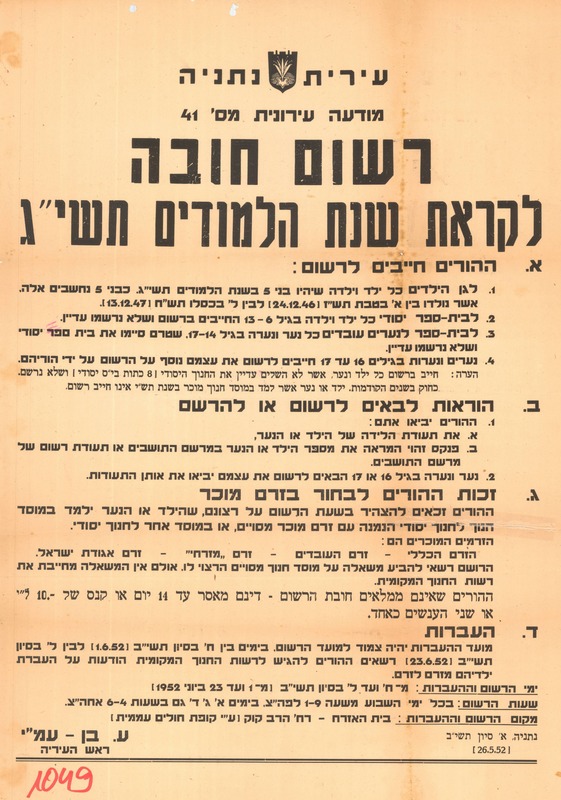 עירית נתניה
מודעה עירונית מס' 41
רשום חובה
לקראת שנת הלמודים תשי״ג
א. ההורים חייבים לרשום:
1. לגן הילדים כל ילד וילדה שיהיו בני 5 בשנת הלמודים תשי״ג. כבני 5 נחשבים אלה,
אשר נולדו בין א' בטבת תש״ז [24.12.46] לבין ל' בכסלו תש״ח [13.12.47].
2. לבית-ספר יסודי כל ילד וילדה בגיל 6-13 החייבים ברשום ושלא נרשמו עדיין.
3. לבית-ספר לנערים עובדים כל נער ונערה בגיל 14-17, שטרם סיימו את בית ספר יסודי
ושלא נרשמו עדיין.
4. נערים ונערות בגילים 16 עד 17 חייבים לרשום את עצמם נוסף על הרשום על ידי הוריהם.
הערה: חייב ברשום כל ילד ונער, אשר לא השלים עדיין את החנוך היסודי [8 כתות בי״ס יסודי] ושלא נרשם,
כחוק בשנים הקודמות. ילד או נער אשר למד במוסד חנוך מוכר בשנת תשי״א אינו חייב רשום.
ב. הוראות לבאים לרשום או להרשם
1. ההורים יביאו אתם:
א. את תעודת הלידה של הילד או הנער,
ב. פנקס זהוי המראה את מספר הילד או הנער במרשם התושבים או תעודת רשום של
מרשם התושבים.
2. נער ונערה בגיל 16 או 17 הבאים לרשום את עצמם יביאו את אותן התעודות.
ג. זכות ההורים לבחור בזרם מוכר
ההורים זכאים להצהיר בשעת הרשום על רצונם, שהילד או הנער ילמד במוסד
חנוך לחנוך יסודי הנמנה עם זרם מוכר מסויים, או במוסד אחר לחנוך יסודי.
הזרמים המוכרים הם:
הזרם הכללי - זרם העובדים - זרם „מזרחי" - זרם אגודת ישראל.
הרושם רשאי להביע משאלה על מוסד חנוך מסויים הרצוי לו. אולם אין המשאלה מחייבת את
רשות החנוך המקומית.
ההורים שאינם ממלאים חובת הרשום - דינם מאסר עד 14 יום או קנס של -.10 ל״י
או שני הענשים כאחד.
ד. העברות
מועד ההעברות יהיה צמוד למועד הרשום. בימים בין ח' בסיון תשי״ב [1.6.52] לבין ל' בסיון
תשי״ב [23.6.52] רשאים ההורים להגיש לרשות החנוך המקומית הודעות על העברת
ילדיהם מזרם לזרם.
ימי הרשום וההעברות: מ־ח' ועד ל' בסיון תשי״ב [מ־1 ועד 23 ביוני 1952]
שעות הרשום: בכל ימי השבוע משעה 9-1 לפה״צ. בימים א' ג' ד' גם בשעות 4-6 אחה״צ.
מקום הרשום וההעברות: בית האזרח - רח' הרב קוק [ע״י קופת חולים עממית]
נתניה, א' סיון תשי״ב
[26.5.52]
ע. בן - עמ״י
ראש העיריה
1049